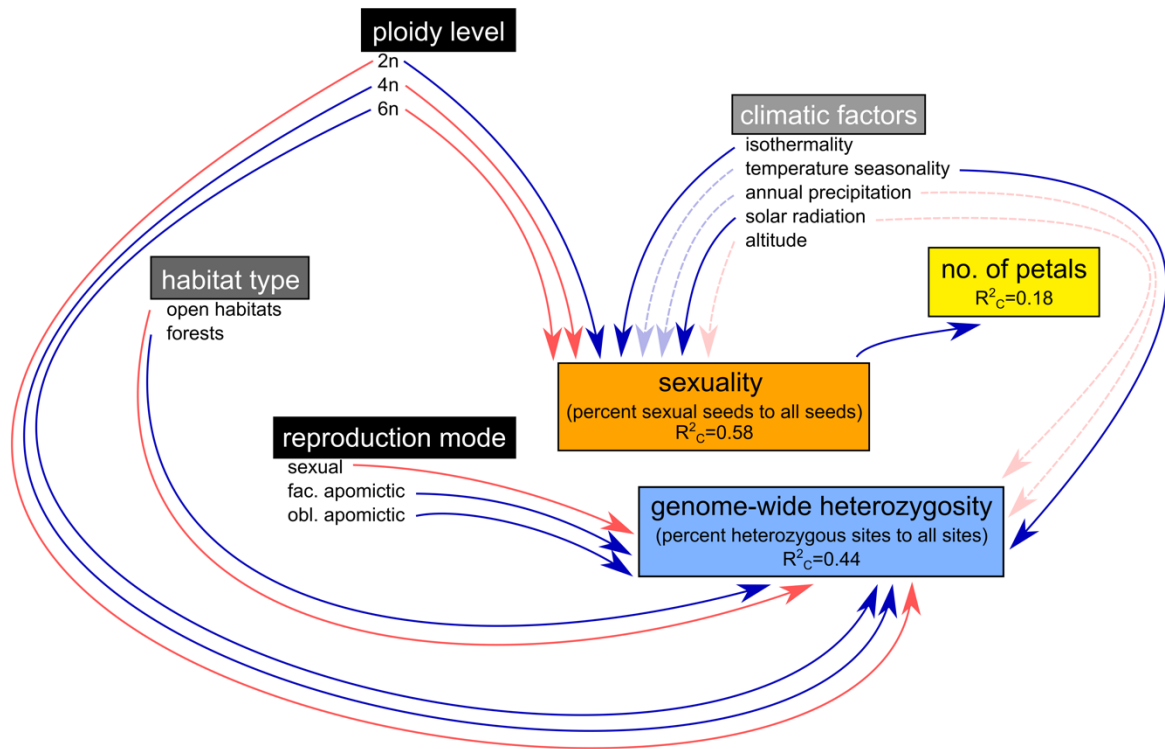 ploidy level
2n
4n
6n
climatic factors
isothermality
temperature seasonality
annual precipitation
solar radiation
altitude
habitat type
open habitats
forests
no. of petals
R²C=0.18
sexuality
(percent sexual seeds to all seeds)
R²C=0.58
reproduction mode
sexual
fac. apomictic
obl. apomictic
genome-wide heterozygosity
(percent heterozygous sites to all sites)
R²C=0.44